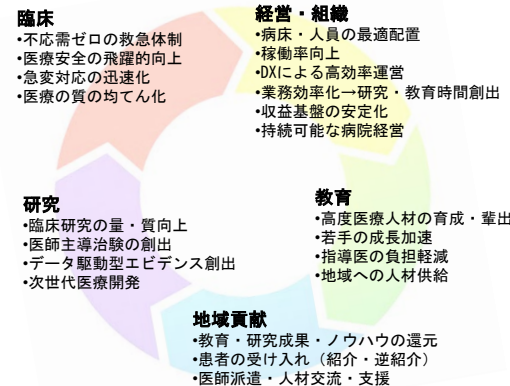 臨床
•不応需ゼロの救急体制
•医療安全の飛躍的向上
•急変対応の迅速化
•医療の質の均てん化
経営・組織
•病床・人員の最適配置
•稼働率向上
•DXによる高効率運営
•業務効率化→研究・教育時間創出
•収益基盤の安定化
•持続可能な病院経営
研究
•臨床研究の量・質向上
•医師主導治験の創出
•データ駆動型エビデンス創出
•次世代医療開発
教育
•高度医療人材の育成・輩出
•若手の成長加速
•指導医の負担軽減
•地域への人材供給
地域貢献
•教育・研究成果・ノウハウの還元
•患者の受け入れ（紹介・逆紹介）
•医師派遣・人材交流・支援